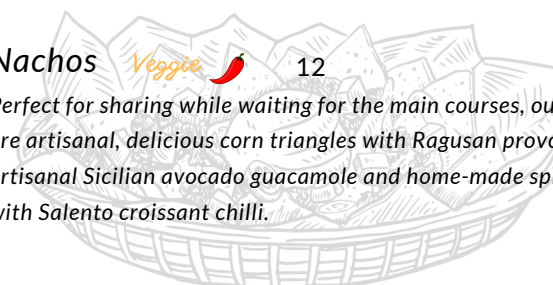 Nachos Veggie 12
Perfect for sharing while waiting for the main courses, ou
re artisanal, delicious corn triangles with Ragusan provo
rtisanal Sicilian avocado guacamole and home-made sp
with Salento croissant chilli.